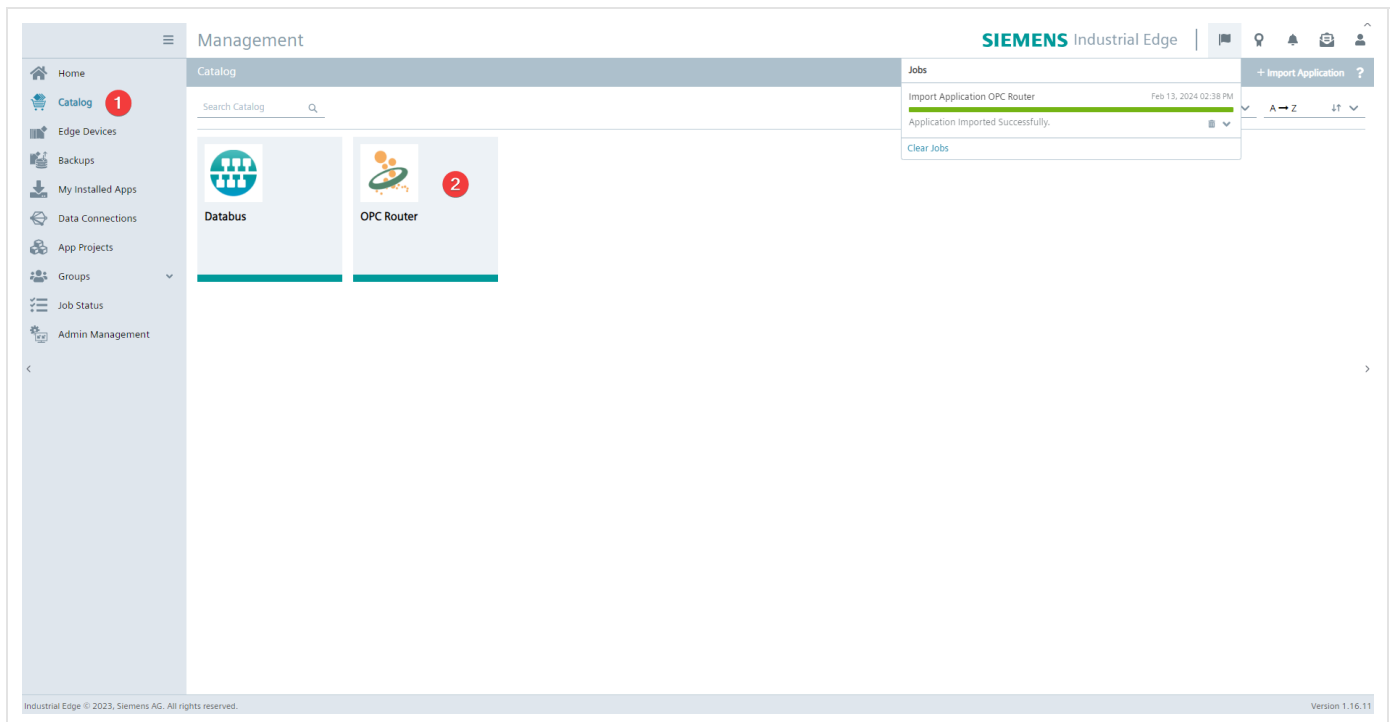 Management
SIEMENS Industrial Edge
Home
Catalog 1
Edge Devices
Backups
My Installed Apps
Data Connections
App Projects
Groups
Job Status
Admin Management
Catalog
+ Import Application ?
Search Catalog
A → Z
Jobs
Import Application OPC Router Feb 13, 2024 02:38 PM
Application Imported Successfully.
Clear Jobs
2
Databus
OPC Router
Industrial Edge © 2023, Siemens AG. All rights reserved.
Version 1.16.11